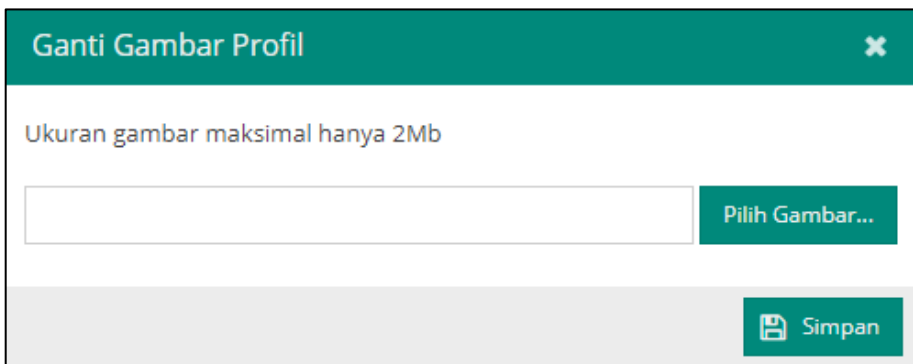 Ganti Gambar Profil
Ukuran gambar maksimal hanya 2Mb
Pilih Gambar...
Simpan